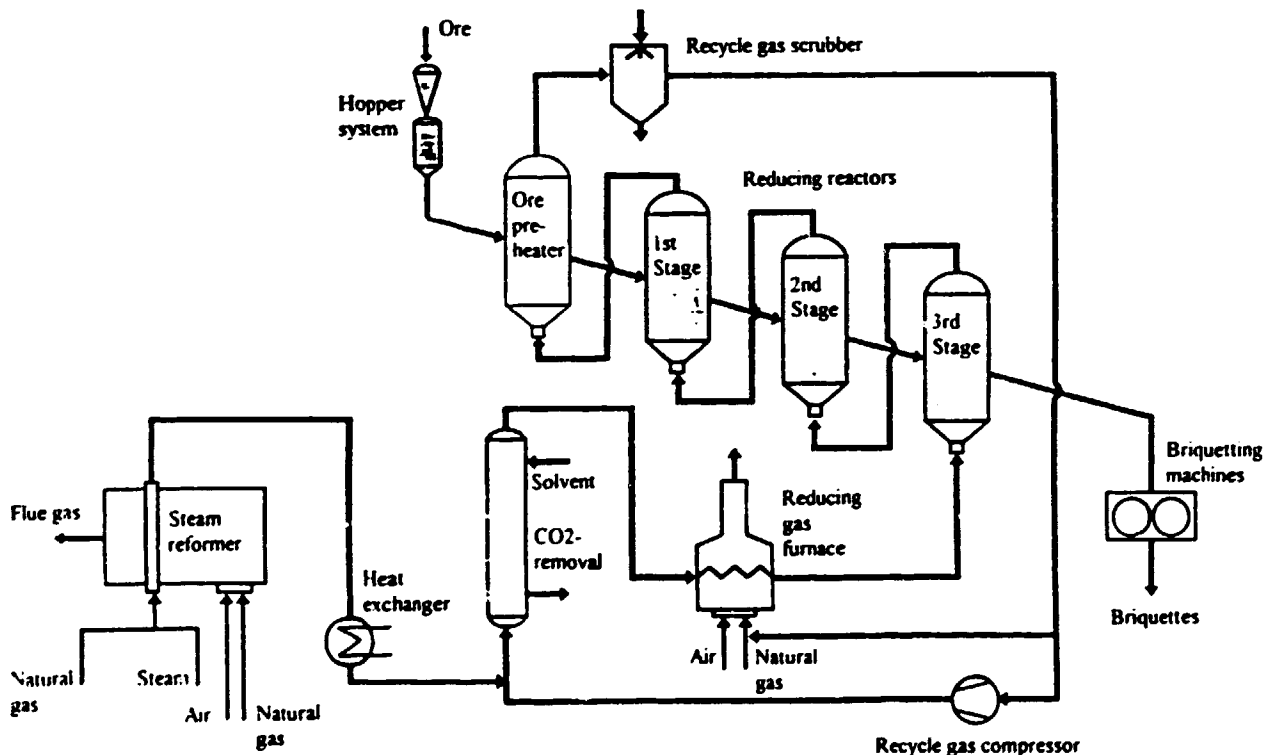 Ore
Recycle gas scrubber
Hopper
system
Reducing reactors
Ore
pre-
heater
1st
Stage
2nd
Stage
3rd
Stage
Briquetting
machines
Solvent
Reducing
gas
furnace
Flue gas
Steam
reformer
CO2-
removal
Heat
exchanger
Briquettes
Natural
gas
Steam
Air
Natural
gas
Air
Natural
gas
Recycle gas compressor